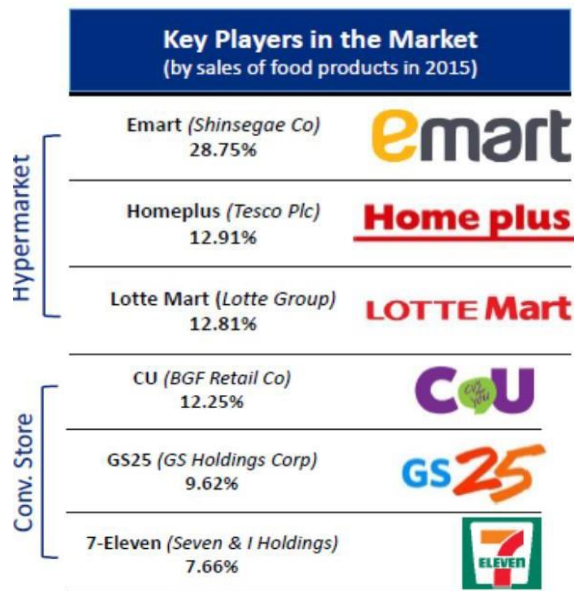 Key Players in the Market
(by sales of food products in 2015)
Hypermarket
Emart (Shinsegae Co)
28.75%
emart
Homeplus (Tesco Plc)
12.91%
Home plus
Lotte Mart (Lotte Group)
12.81%
LOTTE Mart
Conv. Store
CU (BGF Retail Co)
12.25%
CU
CVS for YOU
GS25 (GS Holdings Corp)
9.62%
GS25
7-Eleven (Seven & I Holdings)
7.66%
7
ELEVEN